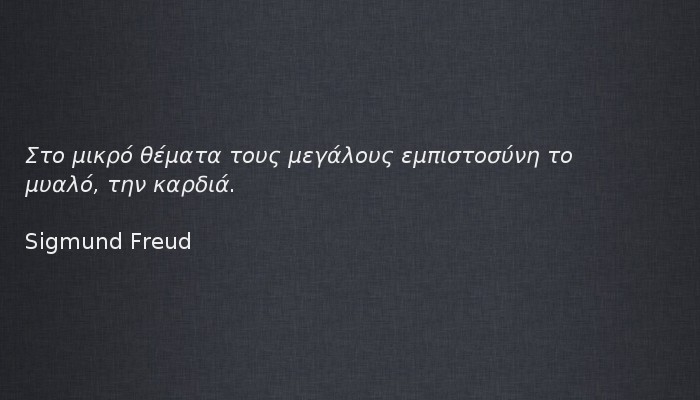 Στο μικρό θέματα τους μεγάλους εμπιστοσύνη το
μυαλό, την καρδιά.
Sigmund Freud